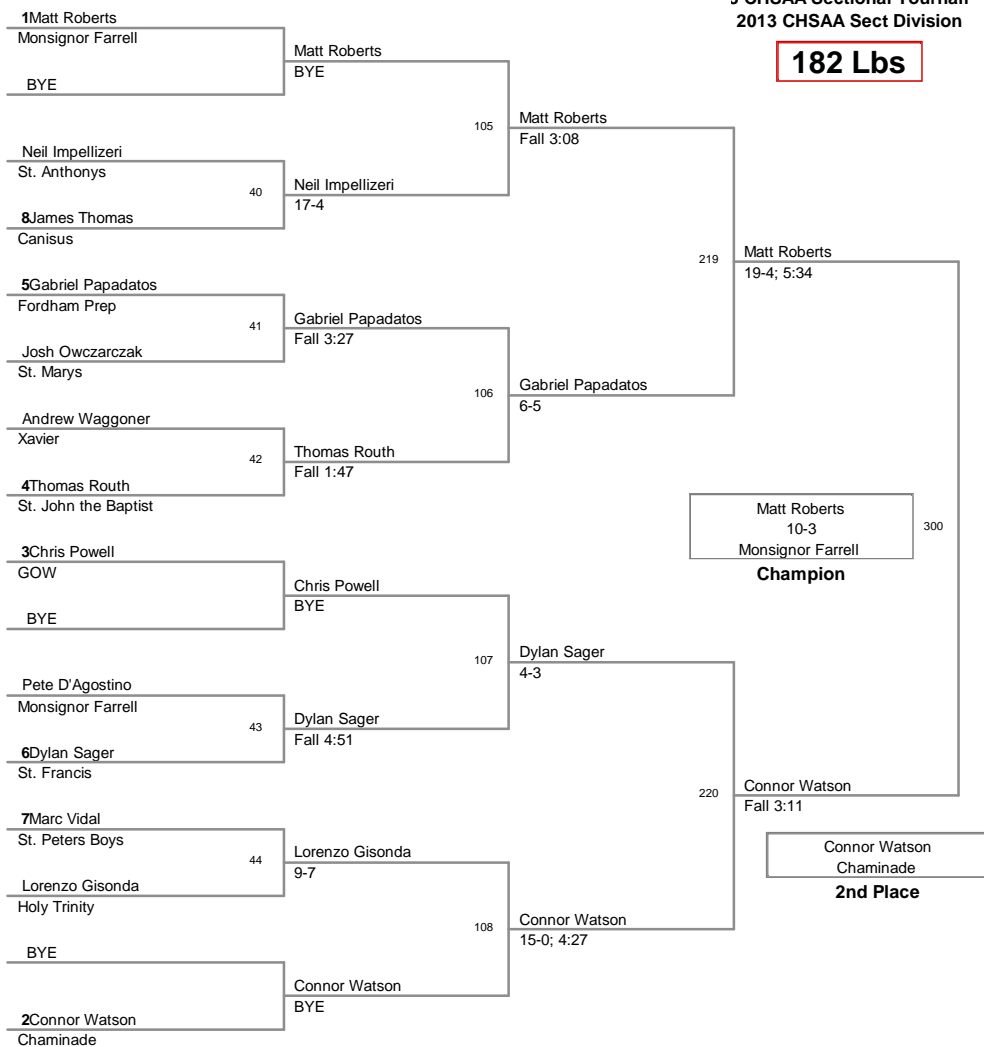 CHSAA Sectional
2013 CHSAA Sect Division
182 Lbs
1Matt Roberts
Monsignor Farrell
BYE
Neil Impellizeri
St. Anthonys
8James Thomas
Canisus
5Gabriel Papadatos
Fordham Prep
Josh Owczarczak
St. Marys
Andrew Waggoner
Xavier
4Thomas Routh
St. John the Baptist
3Chris Powell
GOW
BYE
Pete D'Agostino
Monsignor Farrell
6Dylan Sager
St. Francis
7Marc Vidal
St. Peters Boys
Lorenzo Gisonda
Holy Trinity
BYE
2Connor Watson
Chaminade
Matt Roberts
BYE
40
Neil Impellizeri
17-4
41
Gabriel Papadatos
Fall 3:27
42
Thomas Routh
Fall 1:47
Chris Powell
BYE
43
Dylan Sager
Fall 4:51
44
Lorenzo Gisonda
9-7
Connor Watson
BYE
105
Matt Roberts
Fall 3:08
106
Gabriel Papadatos
6-5
107
Dylan Sager
4-3
108
Connor Watson
15-0; 4:27
219
Matt Roberts
19-4; 5:34
220
Connor Watson
Fall 3:11
300
Matt Roberts
10-3
Monsignor Farrell
Champion
Connor Watson
Chaminade
2nd Place